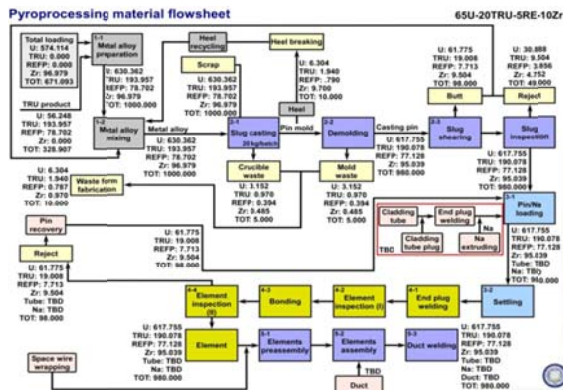 Pyroprocessing material flowsheet
65U-20TRU-5RE-10Zr
Total loading
U: 574.114
TRU: 0.000
REFP: 0.000
Zr: 96.979
TOT: 671.093
TRU product
U: 56.248
TRU: 193.957
REFP: 78.702
Zr: 0.000
TOT: 328.907
1-1
Metal alloy
preparation
1-2
Metal alloy
mixing
U: 630.362
TRU: 193.957
REFP: 78.702
Zr: 96.979
TOT: 1000.000
Heel
recycling
Heel breaking
Scrap
U: 630.362
TRU: 193.957
REFP: 78.702
Zr: 96.979
TOT: 1000.000
U: 6.304
TRU: 1.940
REFP: .790
Zr: 9.700
TOT: 10.000
Heel
Pin mold
Metal alloy
U: 630.362
TRU: 193.957
REFP: 78.702
Zr: 96.979
TOT: 1000.000
2-1
Slug casting
20 kg/batch
2-2
Demolding
Casting pin
U: 617.755
TRU: 190.078
REFP: 77.128
Zr: 95.039
TOT: 980.000
U: 61.775
TRU: 19.008
REFP: 7.713
Zr: 9.504
TOT: 98.000
Butt
U: 30.888
TRU: 9.504
REFP: 3.856
Zr: 4.752
TOT: 49.000
Reject
2-3
Slug
shearing
Slug
inspection
U: 617.755
TRU: 190.078
REFP: 77.128
Zr: 95.039
TOT: 980.000
Crucible
waste
Mold
waste
U: 3.152
TRU: 0.970
REFP: 0.394
Zr: 0.485
TOT: 5.000
U: 3.152
TRU: 0.970
REFP: 0.394
Zr: 0.485
TOT: 5.000
Waste form
fabrication
U: 6.304
TRU: 1.940
REFP: 0.787
Zr: 0.970
TOT: 10.000
3-1
Pin/Na
loading
Cladding
tube
End plug
welding
Cladding
tube plug
Na
Na
extruding
TBC
U: 617.755
TRU: 190.078
REFP: 77.128
Zr: 95.039
Tube: TBD
Na: TBD
TOT: 980.000
Pin
recovery
Reject
U: 61.775
TRU: 19.008
REFP: 7.713
Zr: 9.504
TOT: 98.000
U: 61.775
TRU: 19.008
REFP: 7.713
Zr: 9.504
Tube: TBD
Na: TBD
TOT: 98.000
4-4
Element
inspection
(II)
4-3
Bonding
4-2
Element
inspection (I)
4-1
End plug
welding
3-2
Settling
Element
U: 617.755
TRU: 190.078
REFP: 77.128
Zr: 95.039
Tube: TBD
Na: TBD
TOT: 980.000
5-1
Elements
preassembly
5-2
Elements
assembly
5-3
Duct welding
U: 617.755
TRU: 190.078
REFP: 77.128
Zr: 95.039
Tube: TBD
Na: TBD
Duct: TBD
TOT: 980.000
Space wire
wrapping
TBD
Duct